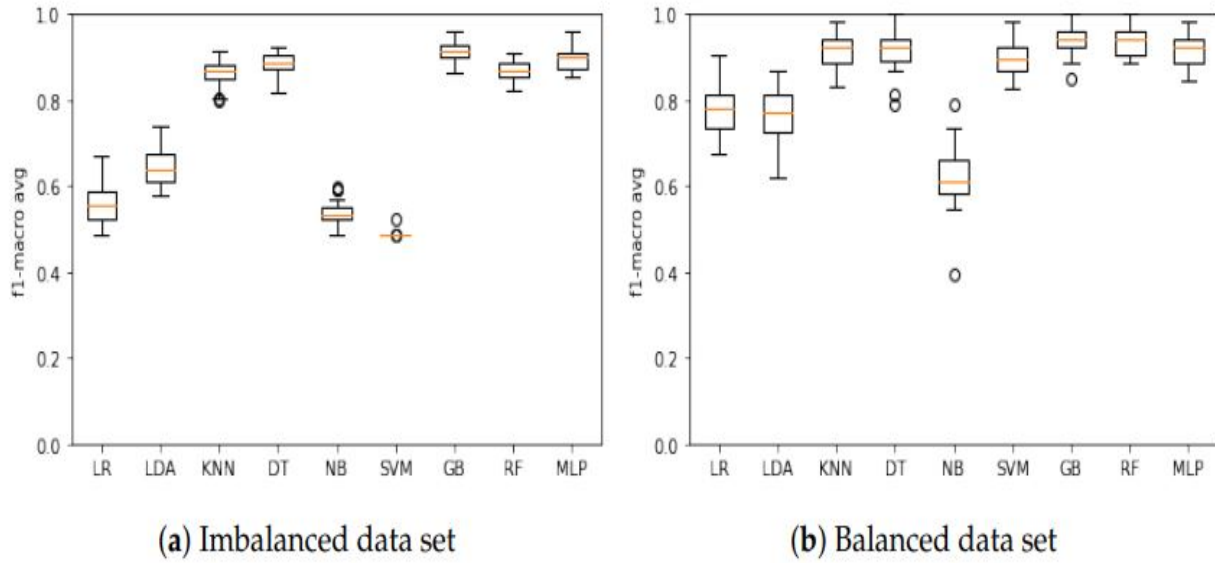 1.0
0.8
0.6
0.4
0.2
0.0
f1-macro avg
LR LDA KNN DT NB SVM GB RF MLP
(a) Imbalanced data set
1.0
0.8
0.6
0.4
0.2
0.0
f1-macro avg
LR LDA KNN DT NB SVM GB RF MLP
(b) Balanced data set